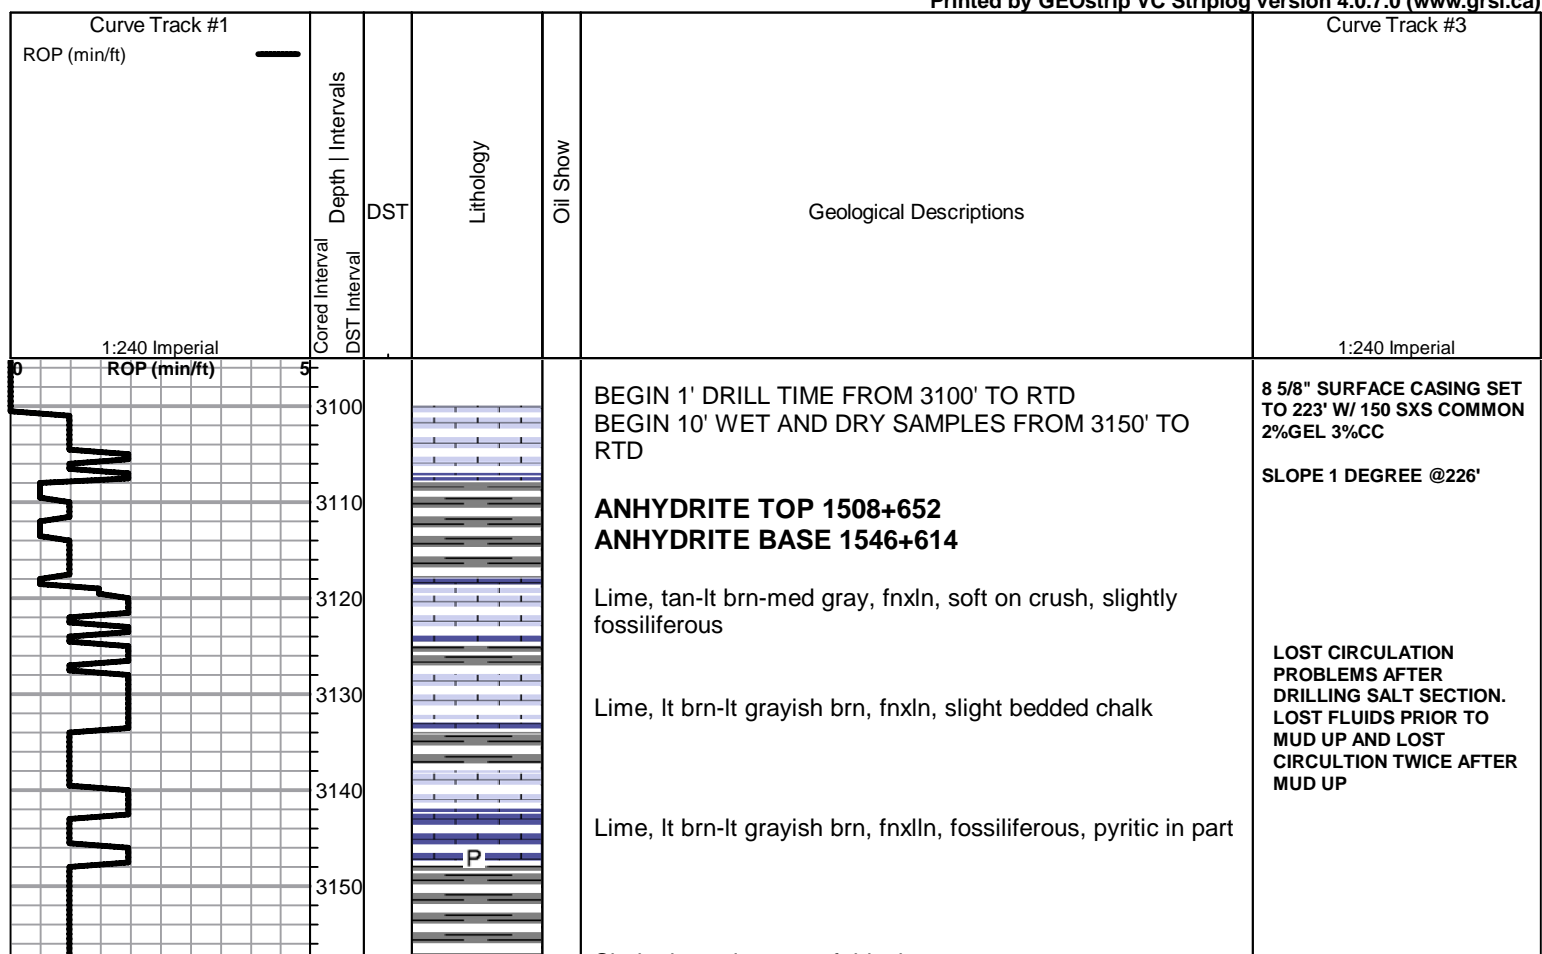 Printed by GEOstrip VC Striplog version 4.0.7.0 (www.grsi.ca)
Curve Track #1
ROP (min/ft)
1:240 Imperial
Depth | Intervals
Cored Interval
DST Interval
DST
Lithology
Oil Show
Geological Descriptions
Curve Track #3
1:240 Imperial
0 ROP (min/ft) 5
3100
3110
3120
3130
3140
3150
P
BEGIN 1' DRILL TIME FROM 3100' TO RTD
BEGIN 10' WET AND DRY SAMPLES FROM 3150' TO
RTD
ANHYDRITE TOP 1508+652
ANHYDRITE BASE 1546+614
Lime, tan-lt brn-med gray, fnxln, soft on crush, slightly
fossiliferous
Lime, lt brn-lt grayish brn, fnxln, slight bedded chalk
Lime, lt brn-lt grayish brn, fnxlln, fossiliferous, pyritic in part
8 5/8" SURFACE CASING SET
TO 223' W/ 150 SXS COMMON
2%GEL 3%CC
SLOPE 1 DEGREE @226'
LOST CIRCULATION
PROBLEMS AFTER
DRILLING SALT SECTION.
LOST FLUIDS PRIOR TO
MUD UP AND LOST
CIRCULTION TWICE AFTER
MUD UP